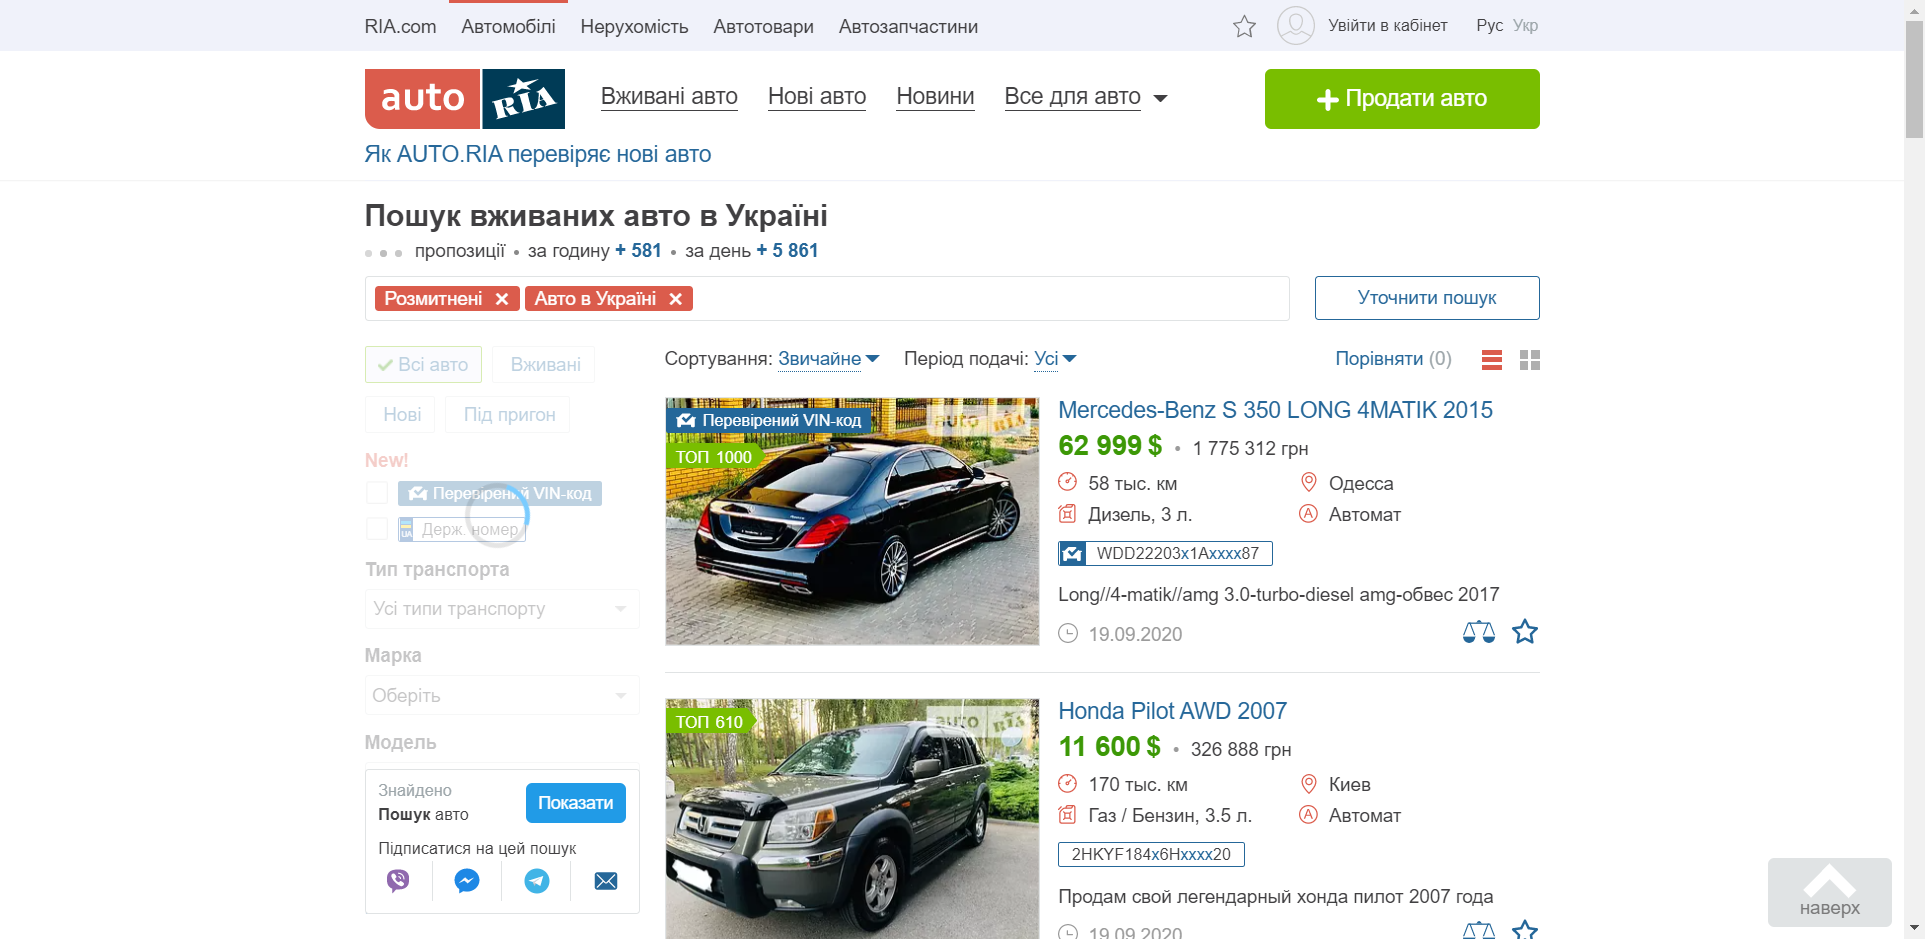 RIA.com Автомобілі Нерухомість Автотовари Автозапчастини Увійти в кабінет Рус Укр
auto RIA Вживані авто Нові авто Новини Все для авто Продати авто
Як AUTO.RIA перевіряє нові авто
Пошук вживаних авто в Україні
пропозиції • за годину + 581 • за день + 5 861
Розмитнені Авто в Україні Уточнити пошук
Всі авто Вживані
Нові Під пригон
New!
Перевірений VIN-код
UA Держ. номер
Тип транспорта
Усі типи транспорту
Марка
Оберіть
Модель
Знайдено
Пошук авто
Показати
Підписатися на цей пошук
Сортування: Звичайне Період подачі: Усі Порівняти (0)
Перевірений VIN-код
auto RIA
ТОП 1000
Mercedes-Benz S 350 LONG 4MATIK 2015
62 999 $ • 1 775 312 грн
58 тыс. км Одесса
Дизель, 3 л. А Автомат
WDD22203x1Axxxx87
Long//4-matik//amg 3.0-turbo-diesel amg-обвес 2017
19.09.2020
ТОП 610
auto RIA
Honda Pilot AWD 2007
11 600 $ • 326 888 грн
170 тыс. км Киев
Газ / Бензин, 3.5 л. А Автомат
2HKYF184x6Hxxxx20
Продам свой легендарный хонда пилот 2007 года
19.09.2020
наверх